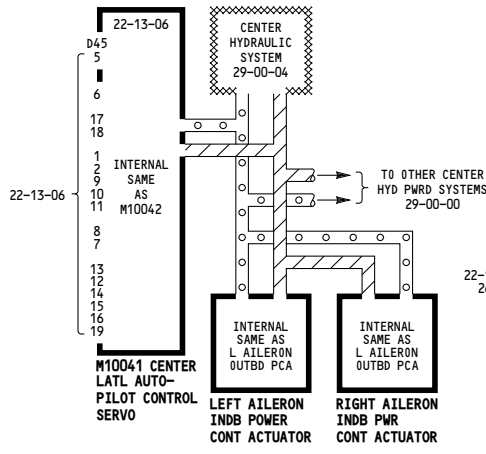 22-13-06
D45
5
6
17
18
1
2
9
10
11
8
7
13
12
14
15
16
19
22-13-06
INTERNAL
SAME
AS
M10042
M10041 CENTER
LATL AUTO-
PILOT CONTROL
SERVO
CENTER
HYDRAULIC
SYSTEM
29-00-04
TO OTHER CENTER
HYD PWRD SYSTEMS
29-00-00
INTERNAL
SAME AS
L AILERON
OUTBD PCA
LEFT AILERON
INDB POWER
CONT ACTUATOR
INTERNAL
SAME AS
L AILERON
OUTBD PCA
RIGHT AILERON
INDB PWR
CONT ACTUATOR